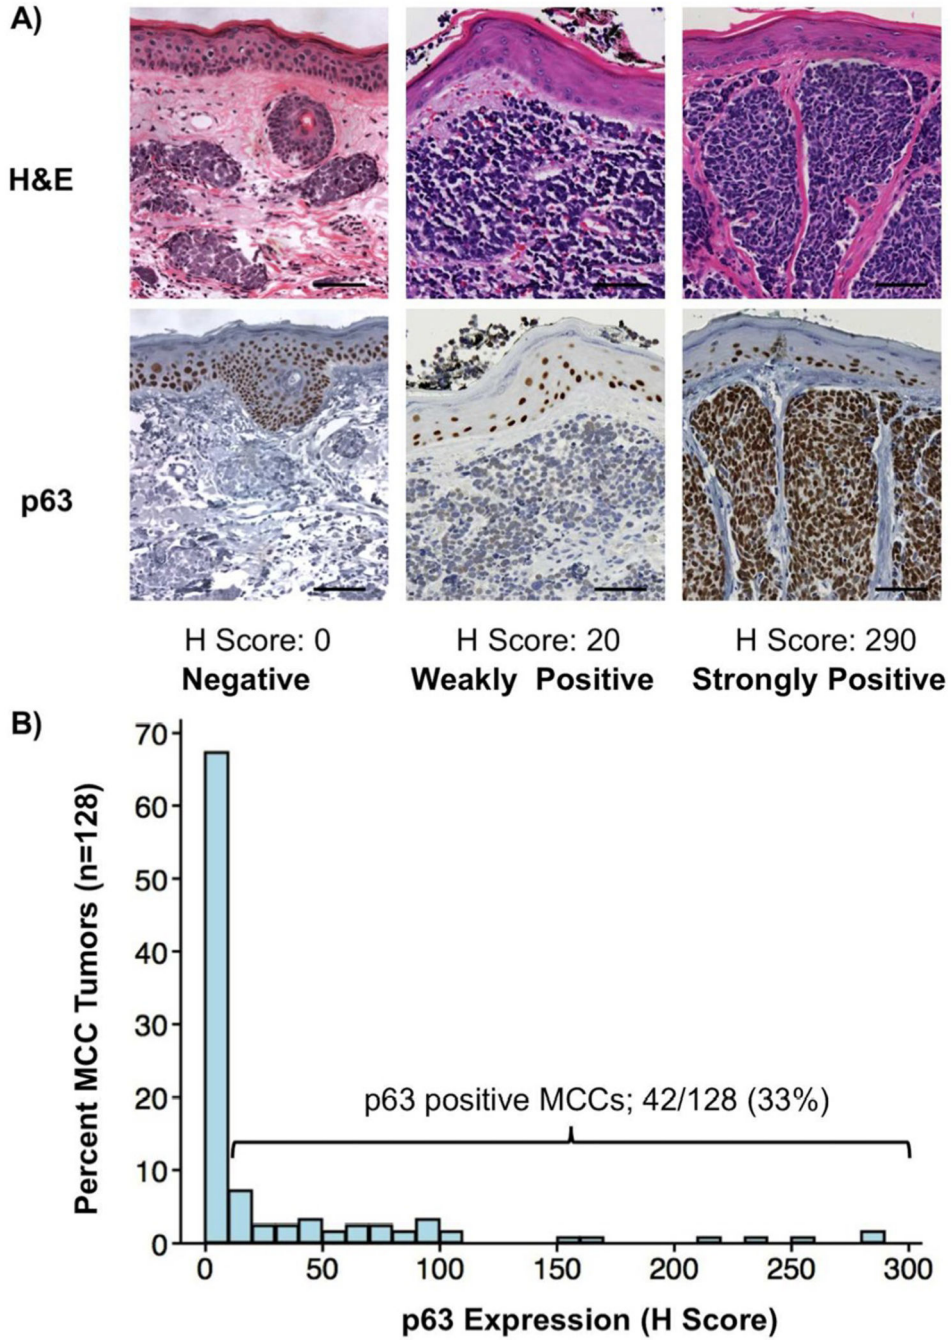 A)
H&E
p63
H Score: 0
Negative
H Score: 20
Weakly Positive
H Score: 290
Strongly Positive
B)
Percent MCC Tumors (n=128)
70
60
50
40
30
20
10
0
p63 positive MCCs; 42/128 (33%)
0 50 100 150 200 250 300
p63 Expression (H Score)